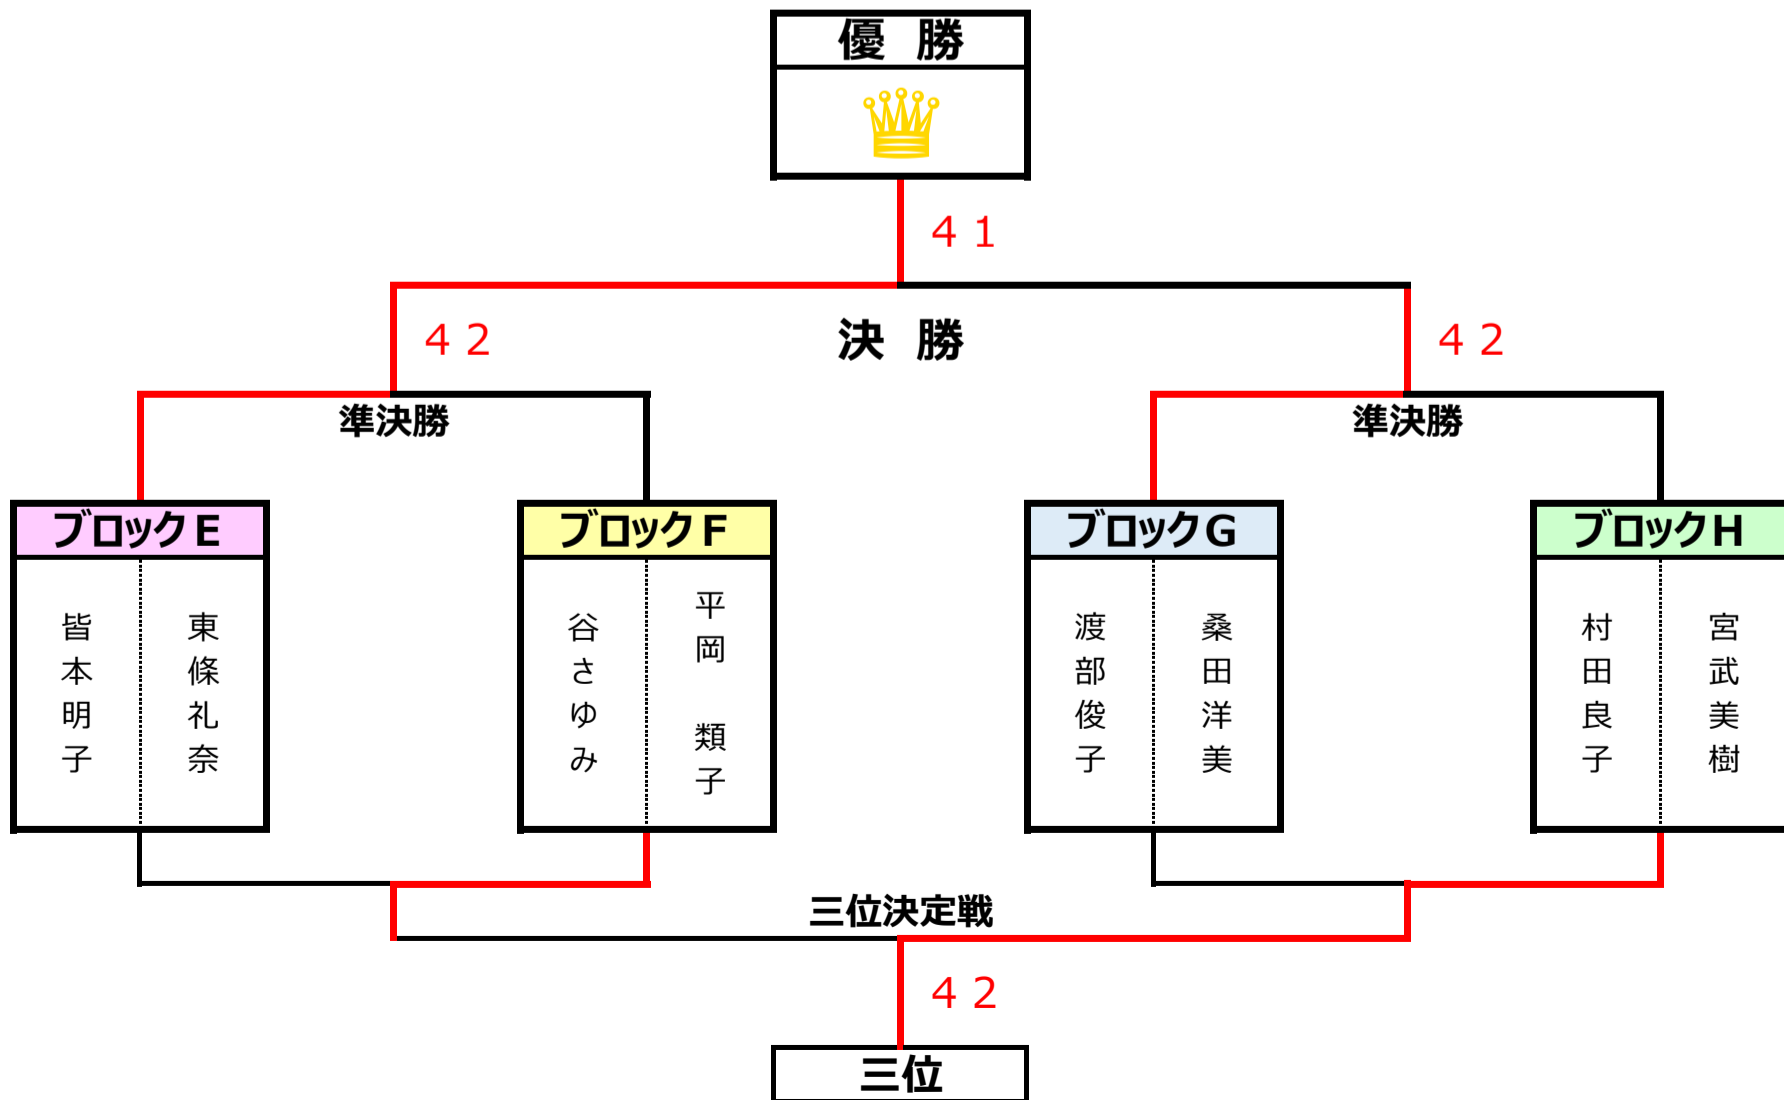 優 勝
４１
４２
決 勝
４２
準決勝
準決勝
ブロックE
ブロックF
ブロックG
ブロックH
皆本明子
東條礼奈
谷さゆみ
平岡 類子
渡部俊子
桑田洋美
村田良子
宮武美樹
三位決定戦
４２
三位